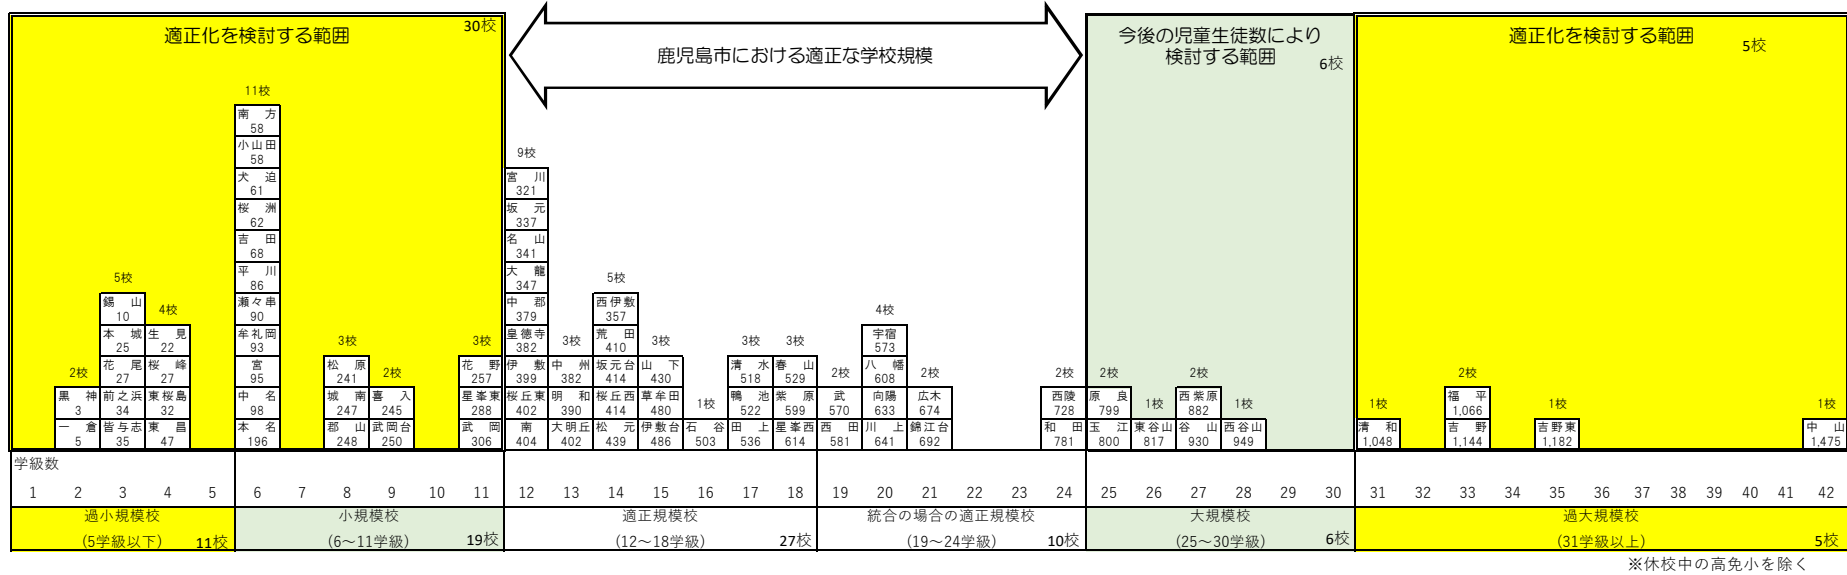 適正化を検討する範囲
30校
鹿児島市における適正な学校規模
今後の児童生徒数により
検討する範囲
6校
適正化を検討する範囲
5校
2校
黒神
3
一倉
5
5校
錫山
10
本城
25
花尾
27
前之浜
34
皆与志
35
4校
生見
22
桜峰
27
東桜島
32
東昌
47
11校
南方
58
小山田
58
犬迫
61
桜洲
62
吉田
68
平川
86
瀬々串
90
牟礼岡
93
宮
95
中名
98
本名
196
3校
松原
241
城南
247
郡山
248
2校
喜入
245
武岡台
250
3校
花野
257
星峯東
288
武岡
306
9校
宮川
321
坂元
337
名山
341
大龍
347
中郡
379
皇徳寺
382
伊敷
399
桜丘東
402
南
404
3校
中州
382
明和
390
大明丘
402
5校
西伊敷
357
荒田
410
坂元台
414
桜丘西
414
松元
439
3校
山下
430
草牟田
480
伊敷台
486
1校
石谷
503
3校
清水
518
鴨池
522
田上
536
3校
春山
529
紫原
599
星峯西
614
2校
武
570
西田
581
4校
宇宿
573
八幡
608
向陽
633
川上
641
2校
広木
674
錦江台
692
2校
西陵
728
和田
781
2校
原良
799
玉江
800
1校
東谷山
817
2校
西紫原
882
谷山
930
1校
西谷山
949
1校
清和
1,048
2校
福平
1,066
吉野
1,144
1校
吉野東
1,182
1校
中山
1,475
学級数
1 2 3 4 5 6 7 8 9 10 11 12 13 14 15 16 17 18 19 20 21 22 23 24 25 26 27 28 29 30 31 32 33 34 35 36 37 38 39 40 41 42
過小規模校
(5学級以下) 11校
小規模校
(6～11学級) 19校
適正規模校
(12～18学級) 27校
統合の場合の適正規模校
(19～24学級) 10校
大規模校
(25～30学級) 6校
過大規模校
(31学級以上) 5校
※休校中の高免小を除く